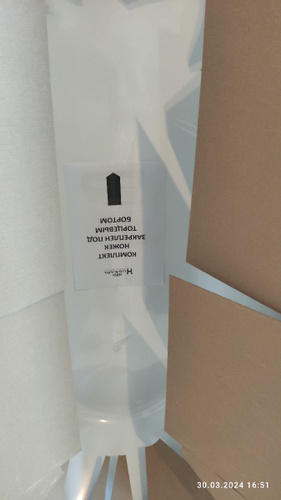 КОМПЛЕКТ
НОЖЕК
ЗАКРЕПЛЕН ПОД
ТОРЦЕВЫМ
БОРТОМ
30.03.2024 16:51